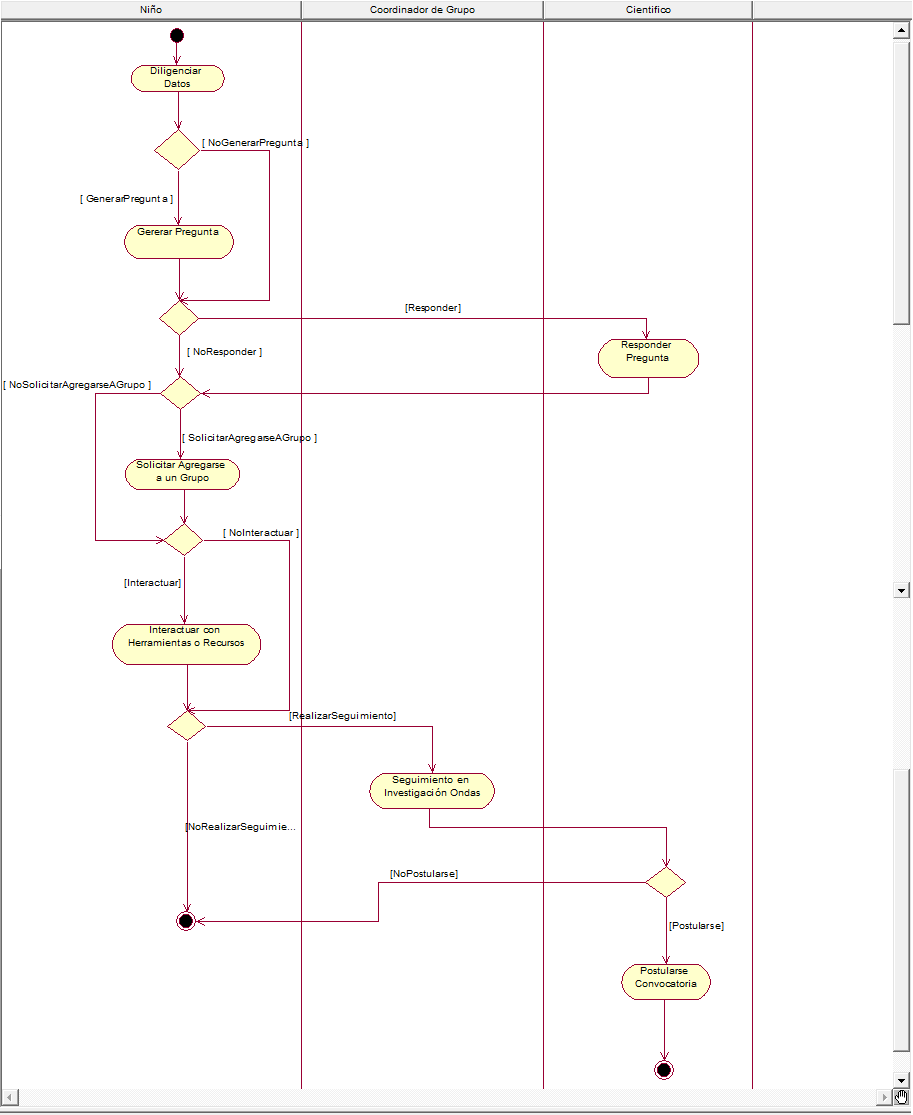 Niño
Coordinador de Grupo
Cientifico
Diligenciar
Datos
[ NoGenerarPregunta ]
[ GenerarPregunta ]
Gererar Pregunta
[Responder]
Responder
Pregunta
[ NoResponder ]
[ NoSolicitarAgregarseAGrupo ]
[ SolicitarAgregarseAGrupo ]
Solicitar Agregarse
a un Grupo
[ NoInteractuar ]
[Interactuar]
Interactuar con
Herramientas o Recursos
[RealizarSeguimiento]
Seguimiento en
Investigación Ondas
[NoRealizarSeguimie...
[NoPostularse]
[Postularse]
Postularse
Convocatoria